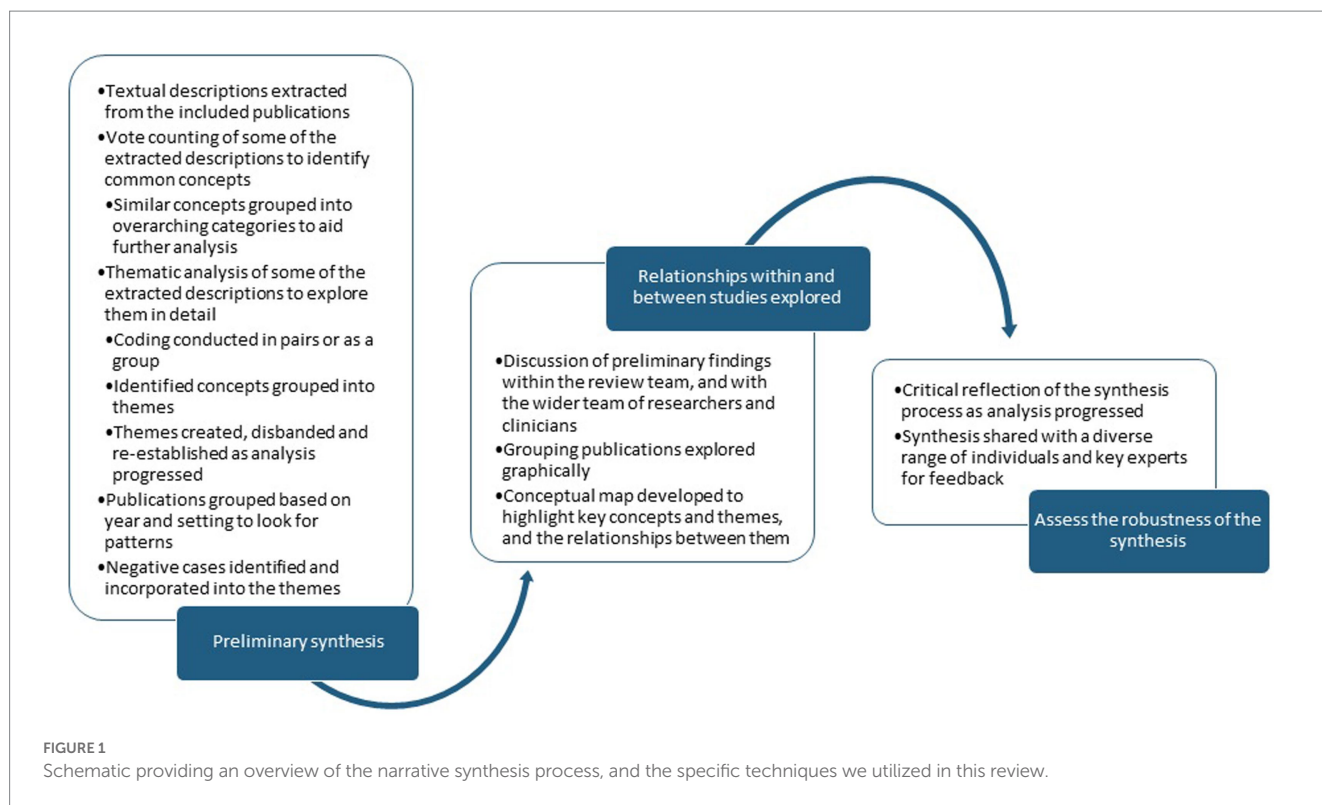 •Textual descriptions extracted
from the included publications
•Vote counting of some of the
extracted descriptions to identify
common concepts
•Similar concepts grouped into
overarching categories to aid
further analysis
•Thematic analysis of some of the
extracted descriptions to explore
them in detail
•Coding conducted in pairs or as a
group
•Identified concepts grouped into
themes
•Themes created, disbanded and
re-established as analysis
progressed
•Publications grouped based on
year and setting to look for
patterns
•Negative cases identified and
incorporated into the themes
Preliminary synthesis
Relationships within and
between studies explored
•Discussion of preliminary findings
within the review team, and with
the wider team of researchers and
clinicians
•Grouping publications explored
graphically
•Conceptual map developed to
highlight key concepts and themes,
and the relationships between them
•Critical reflection of the synthesis
process as analysis progressed
•Synthesis shared with a diverse
range of individuals and key experts
for feedback
Assess the robustness of the
synthesis
FIGURE 1
Schematic providing an overview of the narrative synthesis process, and the specific techniques we utilized in this review.